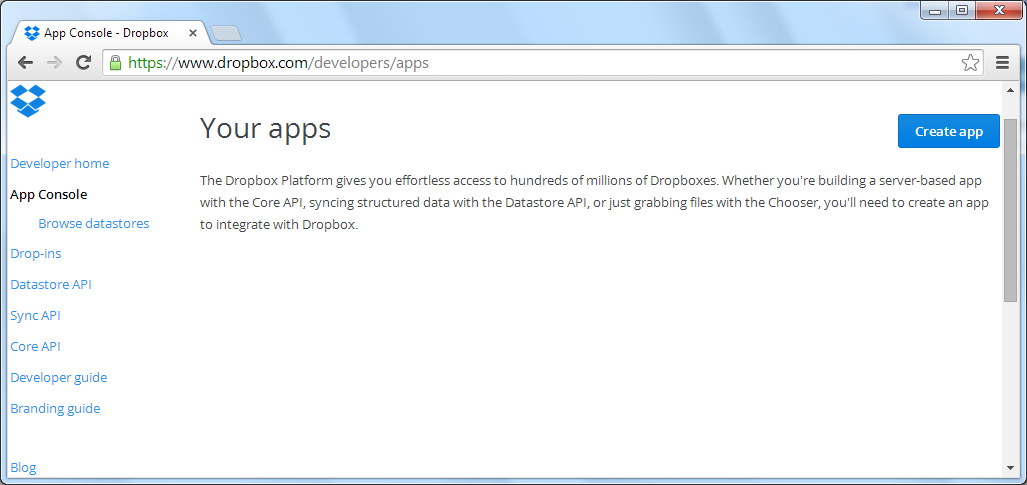 App Console - Dropbox
https://www.dropbox.com/developers/apps
Your apps
Create app
Developer home
App Console
Browse datastores
Drop-ins
Datastore API
Sync API
Core API
Developer guide
Branding guide
Blog
The Dropbox Platform gives you effortless access to hundreds of millions of Dropboxes. Whether you're building a server-based app
with the Core API, syncing structured data with the Datastore API, or just grabbing files with the Chooser, you'll need to create an app
to integrate with Dropbox.